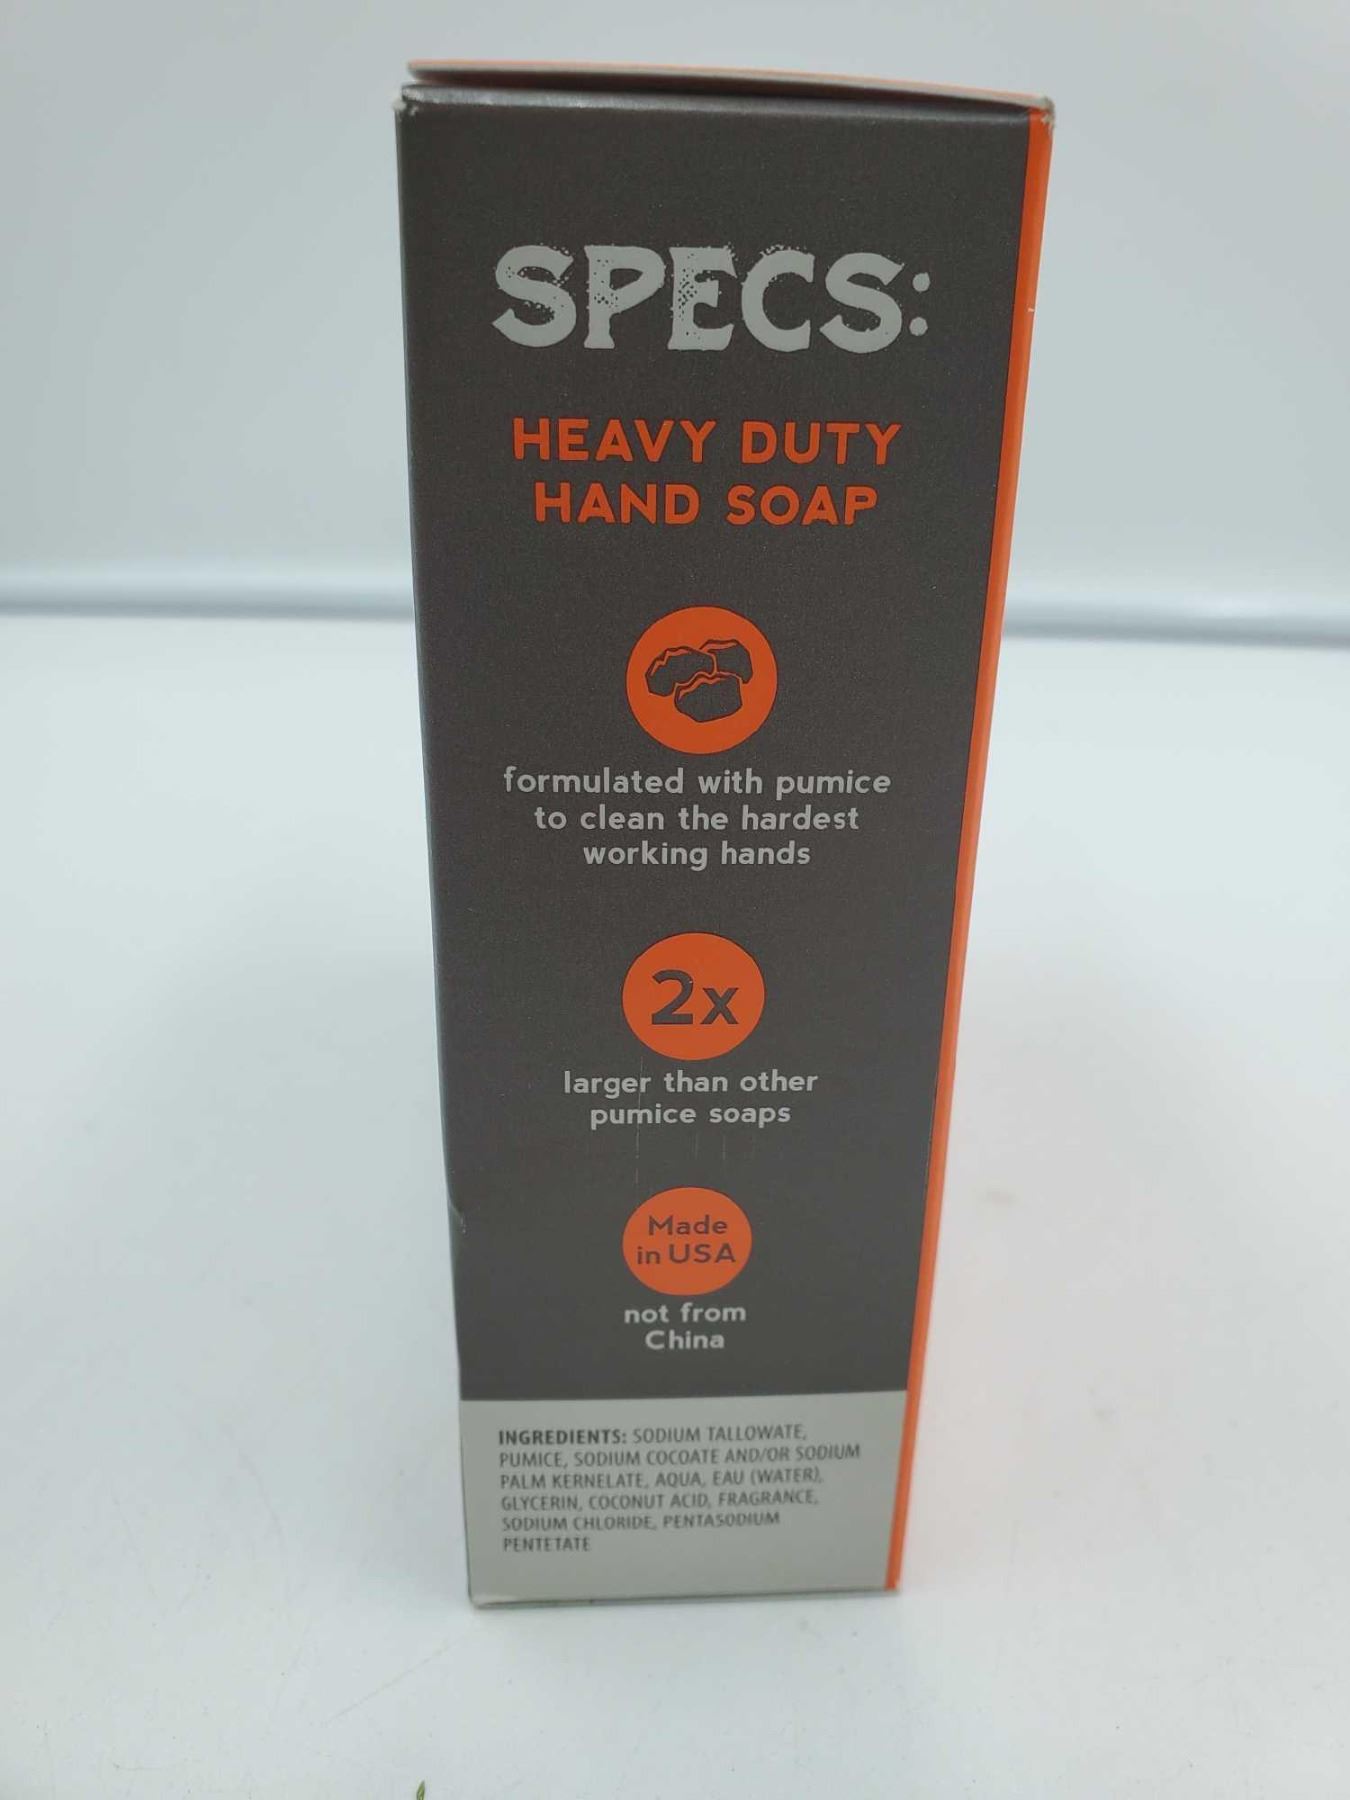 SPECS:
HEAVY DUTY
HAND SOAP
formulated with pumice
to clean the hardest
working hands
2x
larger than other
pumice soaps
Made
in USA
not from
China
INGREDIENTS: SODIUM TALLOWATE,
PUMICE, SODIUM COCOATE AND/OR SODIUM
PALM KERNELATE, AQUA, EAU (WATER),
GLYCERIN, COCONUT ACID, FRAGRANCE,
SODIUM CHLORIDE, PENTASODIUM
PENTETATE